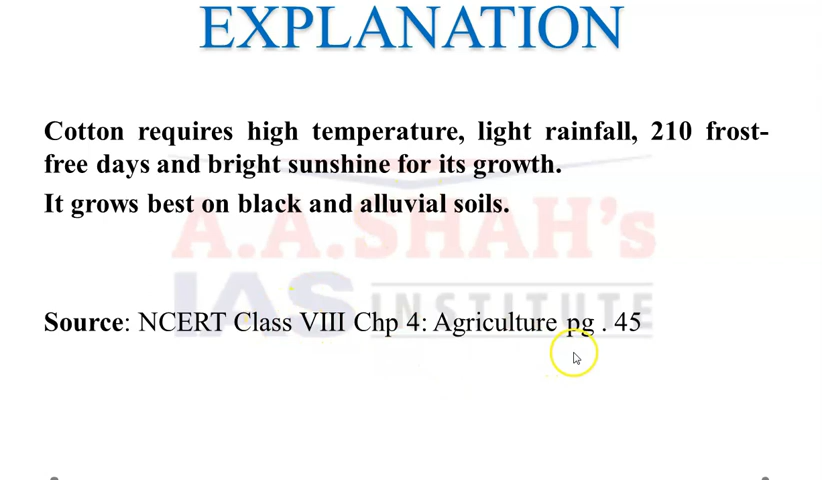 EXPLANATION
Cotton requires high temperature, light rainfall, 210 frost-
free days and bright sunshine for its growth.
It grows best on black and alluvial soils.
A.A.SHAH's
IAS INSTITUTE
Source: NCERT Class VIII Chp 4: Agriculture pg . 45